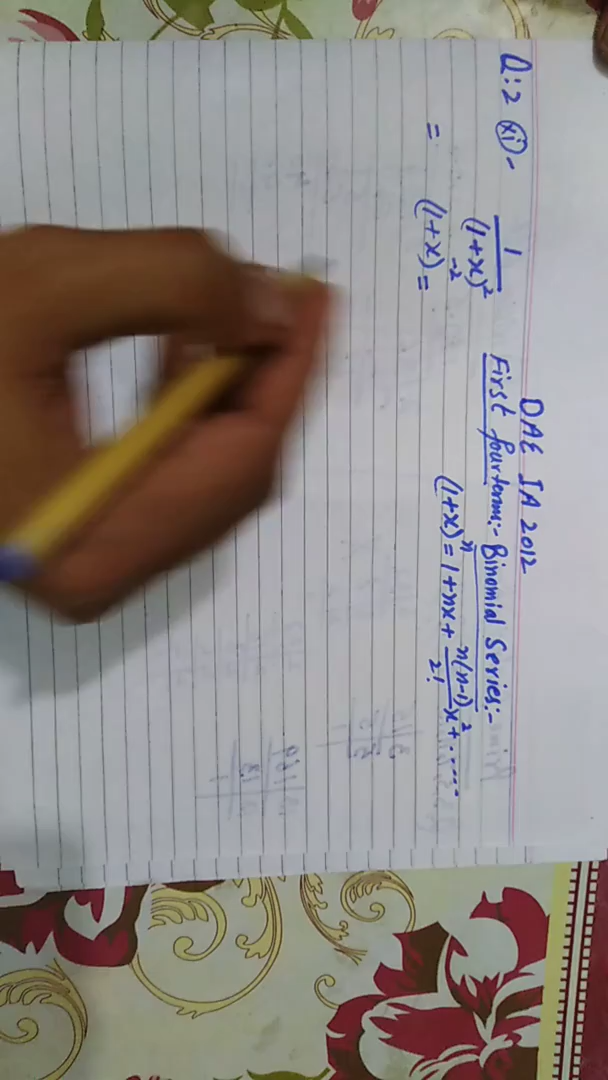 DAE IA 2012
Q:2 (xi)- 1/(1+x)² First four terms:- Binomial Series:-
= (1+x)⁻² = (1+x)ⁿ = 1+nx+ n(n-1)/2! x²+.....